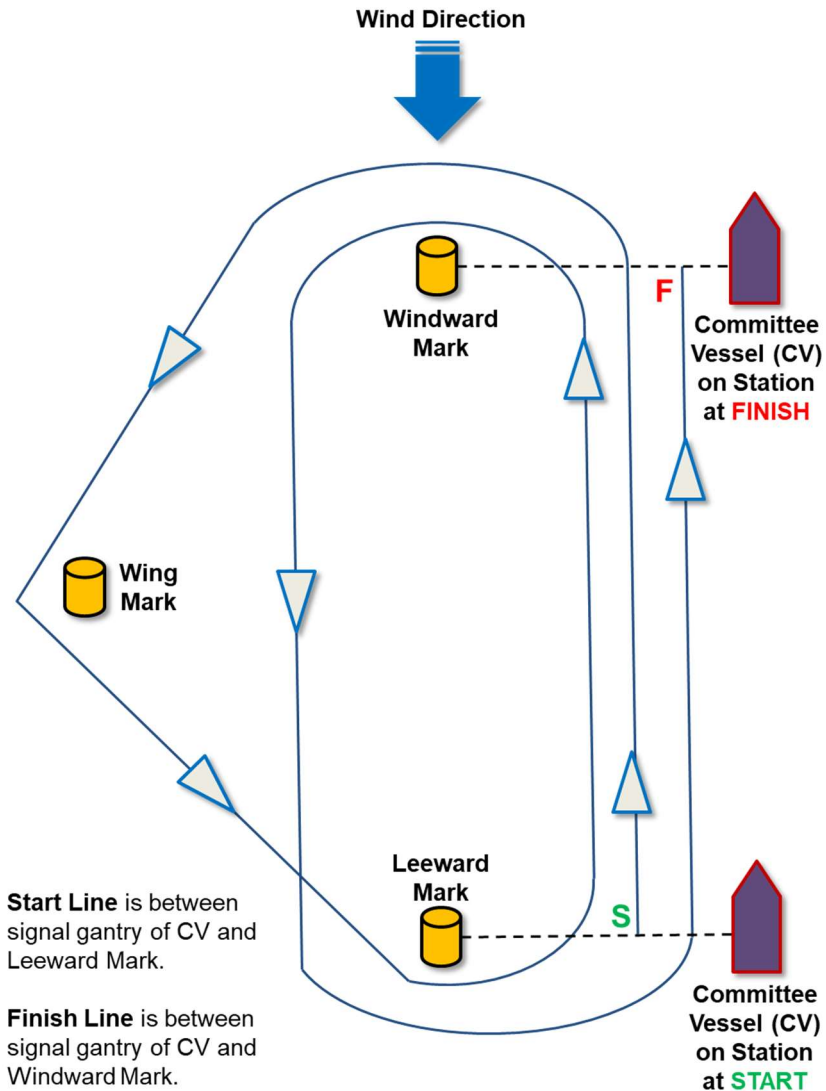 Wind Direction
Windward
Mark
F
Committee
Vessel (CV)
on Station
at FINISH
Wing
Mark
Leeward
Mark
S
Start Line is between
signal gantry of CV and
Leeward Mark.
Finish Line is between
signal gantry of CV and
Windward Mark.
Committee
Vessel (CV)
on Station
at START